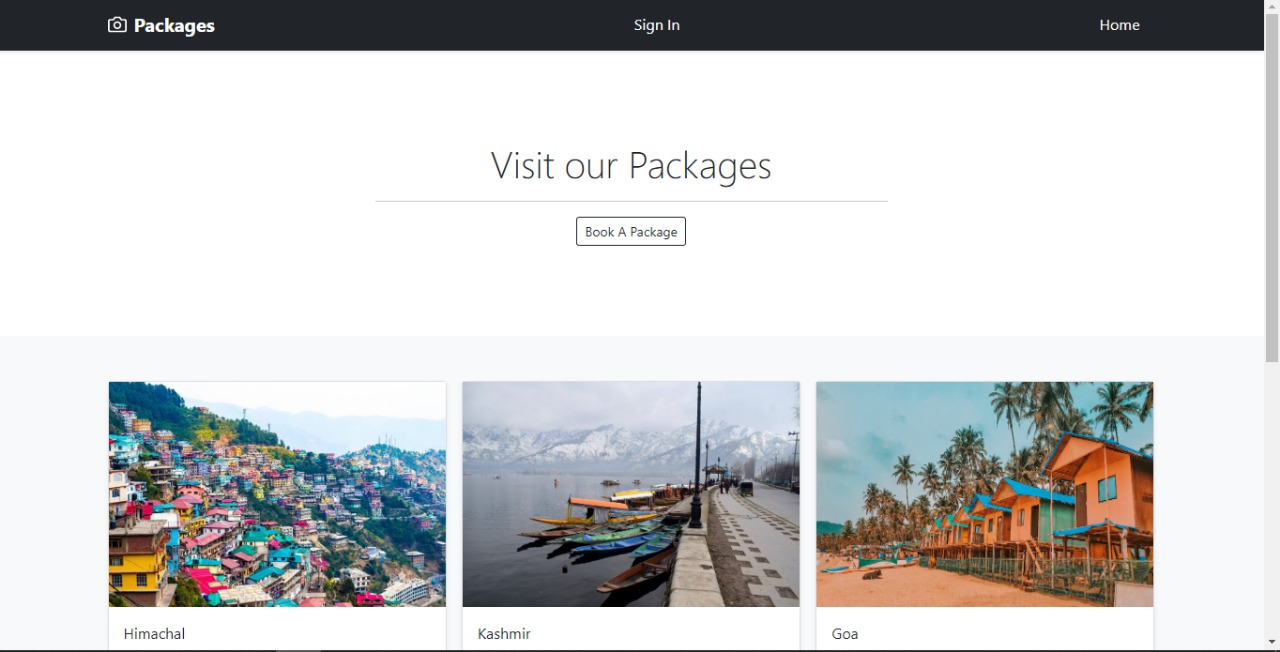 Packages
Sign In
Home
Visit our Packages
Book A Package
Himachal
Kashmir
Goa